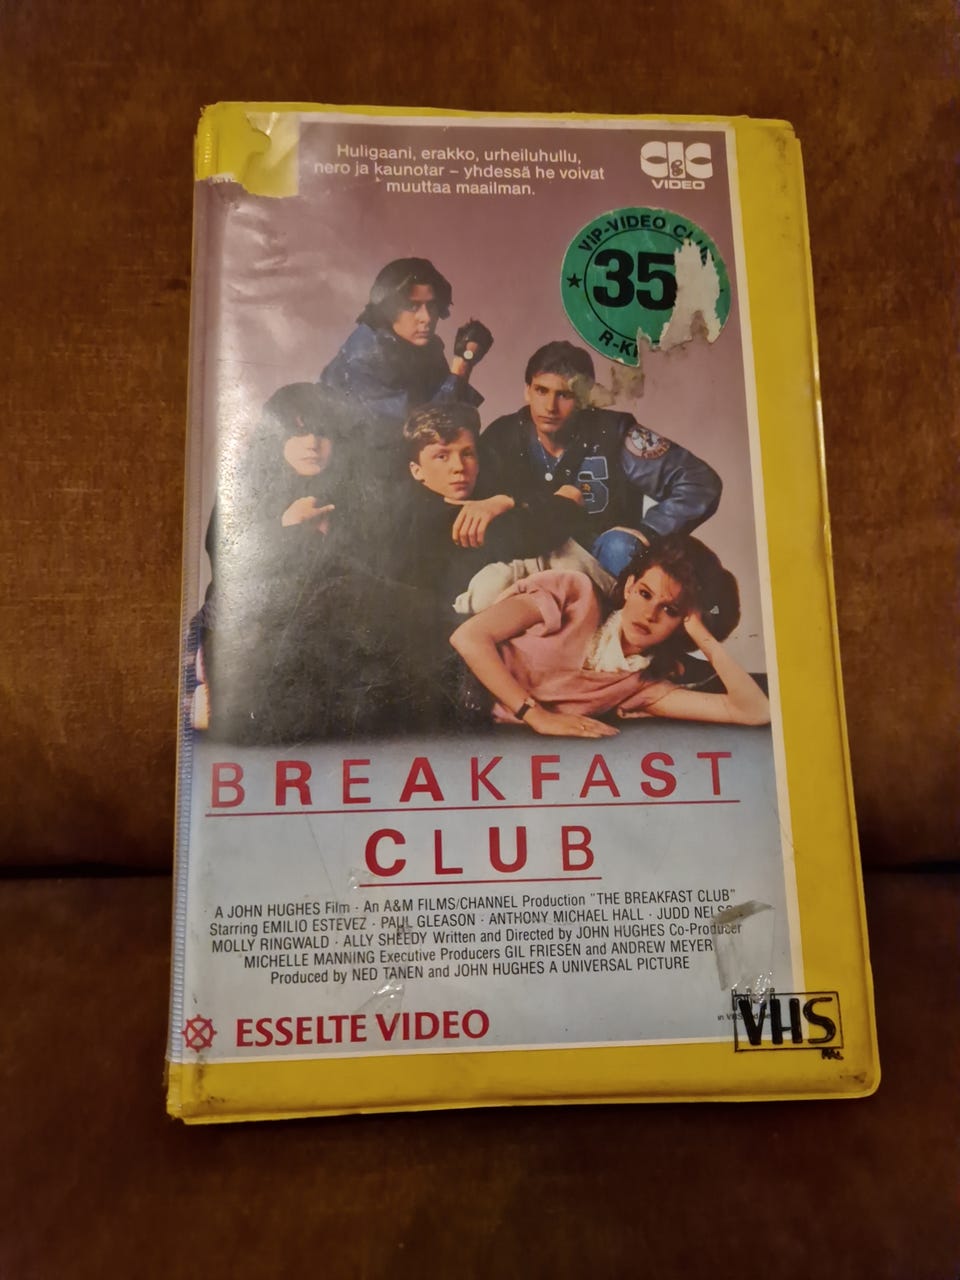 Huligaani, erakko, urheiluhullu,
nero ja kaunotar – yhdessä he voivat
muuttaa maailman.
CIC
&
VIDEO
VIP-VIDEO
35
S
BREAKFAST
CLUB
A JOHN HUGHES Film · An A&M FILMS/CHANNEL Production "THE BREAKFAST CLUB"
Starring EMILIO ESTEVEZ · PAUL GLEASON · ANTHONY MICHAEL HALL · JUDD NELSON
MOLLY RINGWALD · ALLY SHEEDY Written and Directed by JOHN HUGHES Co-Producer
MICHELLE MANNING Executive Producers GIL FRIESEN and ANDREW MEYER
Produced by NED TANEN and JOHN HUGHES A UNIVERSAL PICTURE
ESSELTE VIDEO
VHS